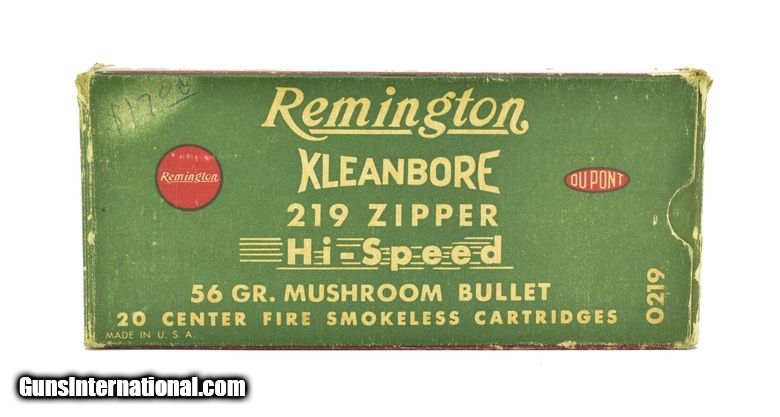 Remington
KLEANBORE
Remington
DU PONT
219 ZIPPER
Hi-Speed
56 GR. MUSHROOM BULLET
20 CENTER FIRE SMOKELESS CARTRIDGES
MADE IN U. S. A.
0219
GunsInternational.com